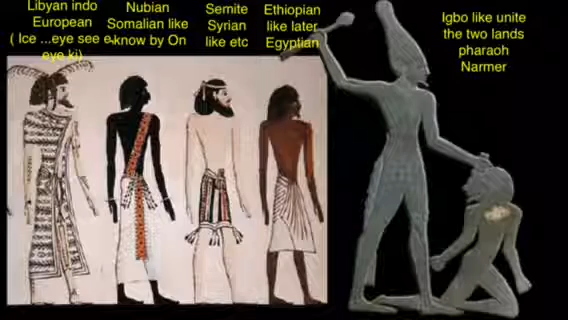 Libyan indo
European
( Ice ...eye see e
eye ki)
Nubian
Somalian like
know by On
Semite
Syrian
like etc
Ethiopian
like later
Egyptian
Igbo like unite
the two lands
pharaoh
Narmer